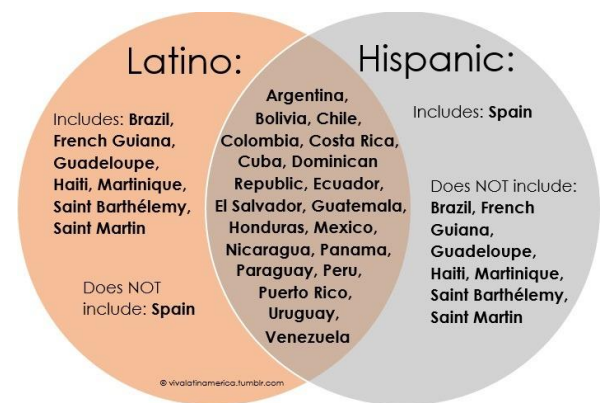 Latino:
Includes: Brazil,
French Guiana,
Guadeloupe,
Haiti, Martinique,
Saint Barthélemy,
Saint Martin
Does NOT
include: Spain
Argentina,
Bolivia, Chile,
Colombia, Costa Rica,
Cuba, Dominican
Republic, Ecuador,
El Salvador, Guatemala,
Honduras, Mexico,
Nicaragua, Panama,
Paraguay, Peru,
Puerto Rico,
Uruguay,
Venezuela
Hispanic:
Includes: Spain
Does NOT include:
Brazil, French
Guiana,
Guadeloupe,
Haiti, Martinique,
Saint Barthélemy,
Saint Martin
© vivalatinamerica.tumblr.com